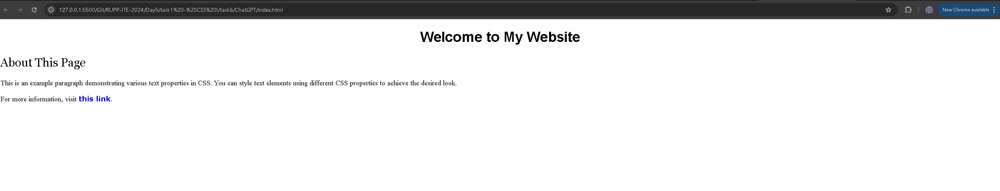 127.0.0.1:5500/Git/RUPP-ITE-2024/Day5/task1%20-%20CSS%20I/task6/ChatGPT/index.html
New Chrome available
Welcome to My Website
About This Page
This is an example paragraph demonstrating various text properties in CSS. You can style text elements using different CSS properties to achieve the desired look.
For more information, visit this link.